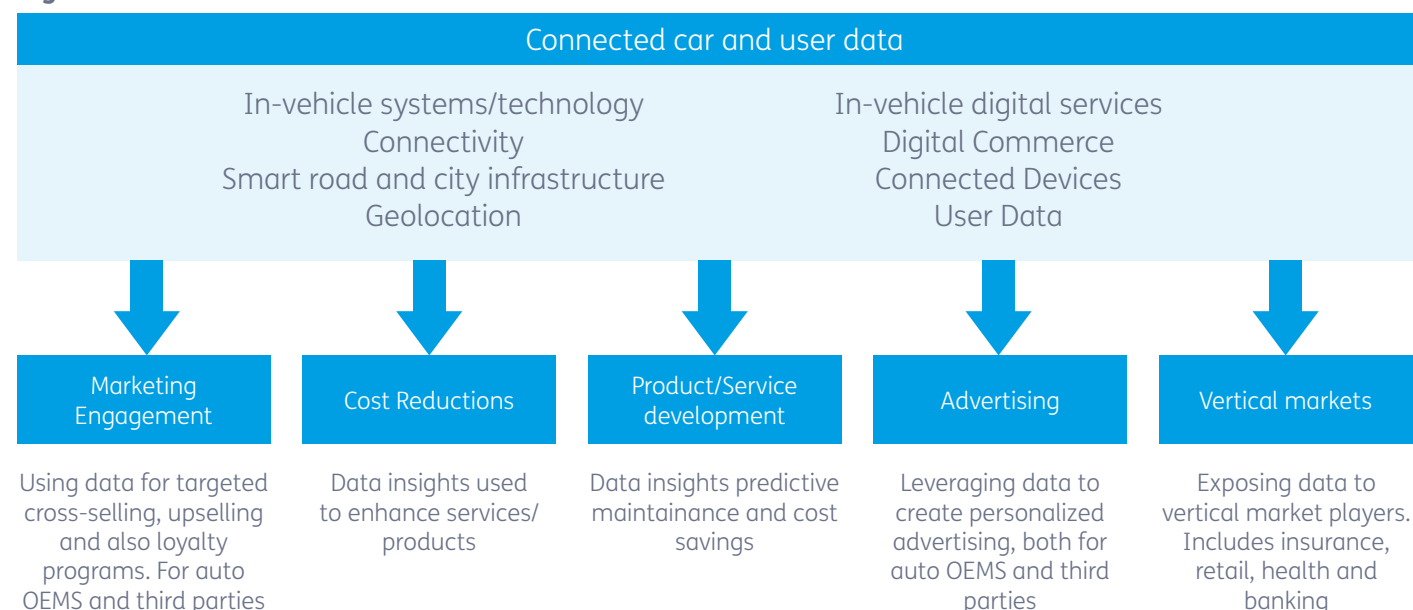 Connected car and user data
In-vehicle systems/technology
Connectivity
Smart road and city infrastructure
Geolocation
In-vehicle digital services
Digital Commerce
Connected Devices
User Data
Marketing
Engagement
Using data for targeted
cross-selling, upselling
and also loyalty
programs. For auto
OEMS and third parties
Cost Reductions
Data insights used
to enhance services/
products
Product/Service
development
Data insights predictive
maintainance and cost
savings
Advertising
Leveraging data to
create personalized
advertising, both for
auto OEMS and third
parties
Vertical markets
Exposing data to
vertical market players.
Includes insurance,
retail, health and
banking